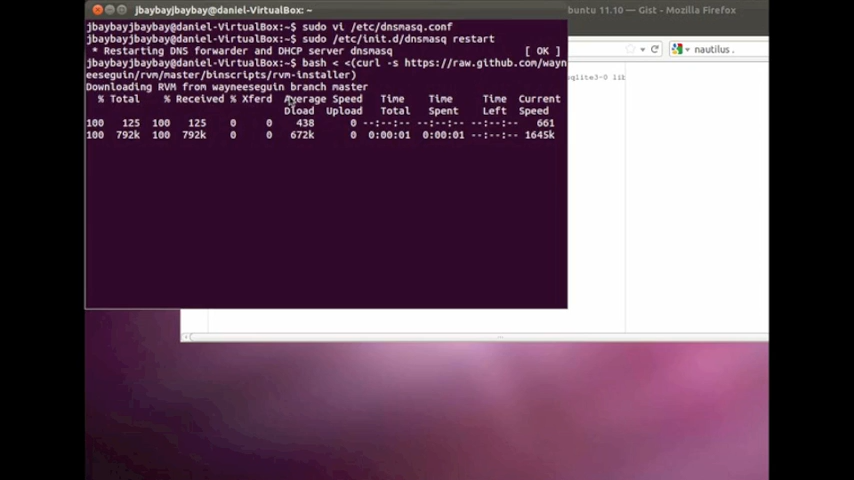 jbaybayjbaybay@daniel-VirtualBox: ~
buntu 11.10 — Gist - Mozilla Firefox
jbaybayjbaybay@daniel-VirtualBox:~$ sudo vi /etc/dnsmasq.conf
jbaybayjbaybay@daniel-VirtualBox:~$ sudo /etc/init.d/dnsmasq restart
 * Restarting DNS forwarder and DHCP server dnsmasq [ OK ]
nautilus .
jbaybayjbaybay@daniel-VirtualBox:~$ bash < <(curl -s https://raw.github.com/wayn
eeseguin/rvm/master/binscripts/rvm-installer)
qlite3-0 lib
Downloading RVM from wayneeseguin branch master
% Total % Received % Xferd Average Speed Time Time Time Current
Dload Upload Total Spent Left Speed
100 125 100 125 0 0 438 0 --:--:-- --:--:-- --:--:-- 661
100 792k 100 792k 0 0 672k 0 0:00:01 0:00:01 --:--:-- 1645k